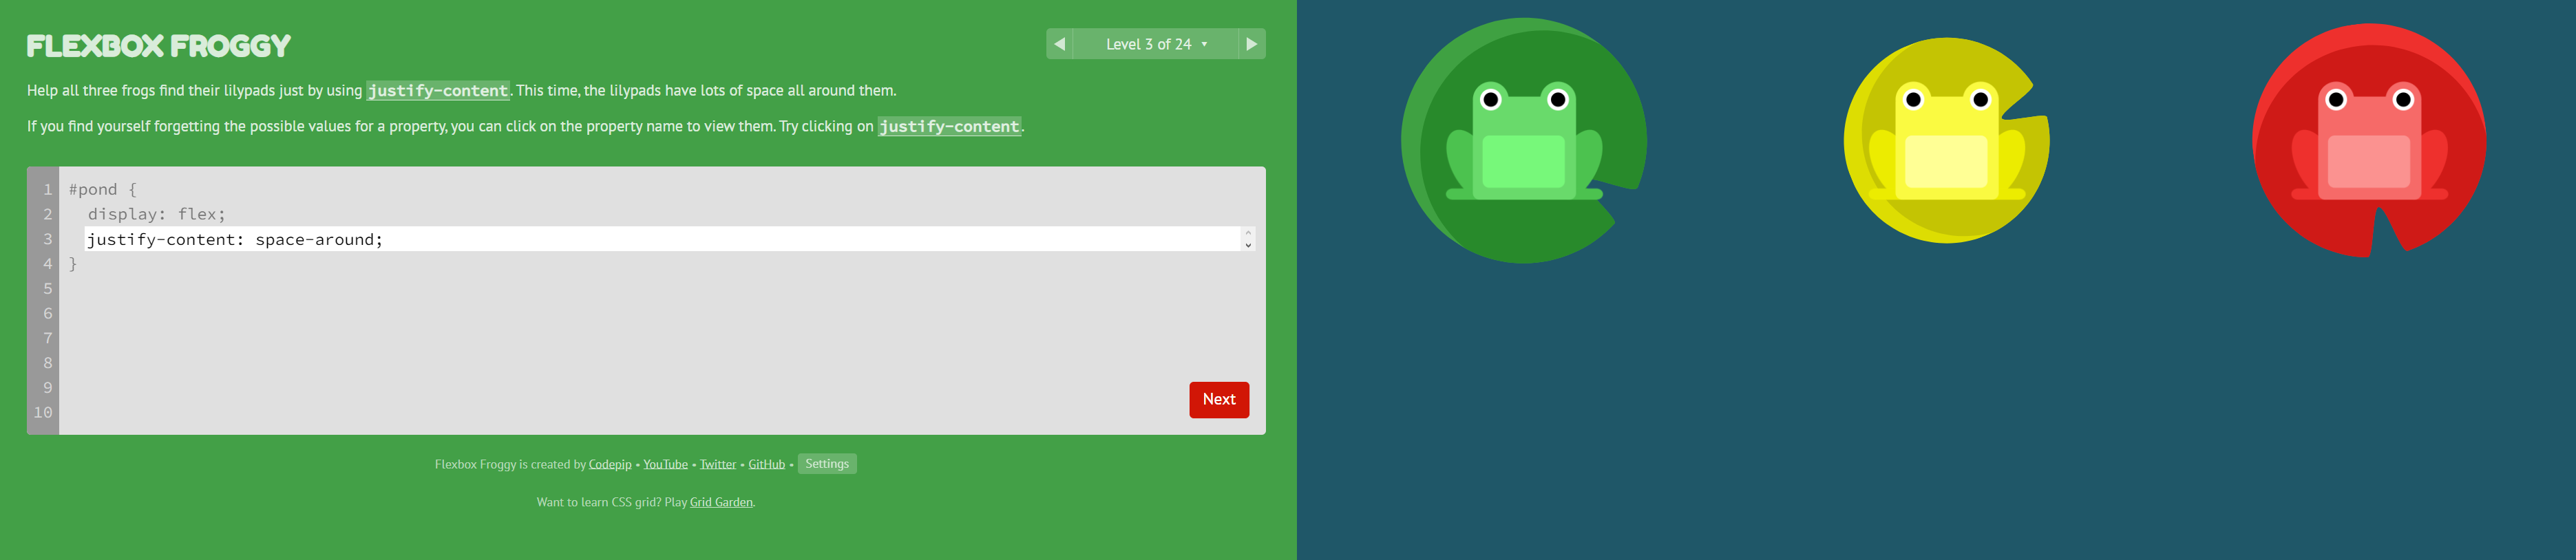 FLEXBOX FROGGY
Level 3 of 24
Help all three frogs find their lilypads just by using justify-content. This time, the lilypads have lots of space all around them.
If you find yourself forgetting the possible values for a property, you can click on the property name to view them. Try clicking on justify-content.
1 #pond {
2 display: flex;
3 justify-content: space-around;
4 }
5
6
7
8
9
10
Next
Flexbox Froggy is created by Codepip • YouTube • Twitter • GitHub • Settings
Want to learn CSS grid? Play Grid Garden.